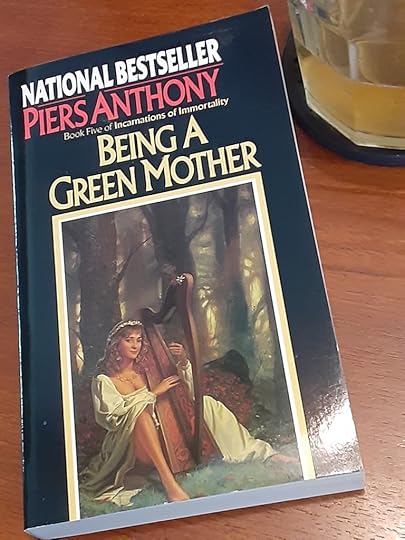 NATIONAL BESTSELLER
PIERS ANTHONY
Book Five of Incarnations of Immortality
BEING A
GREEN MOTHER